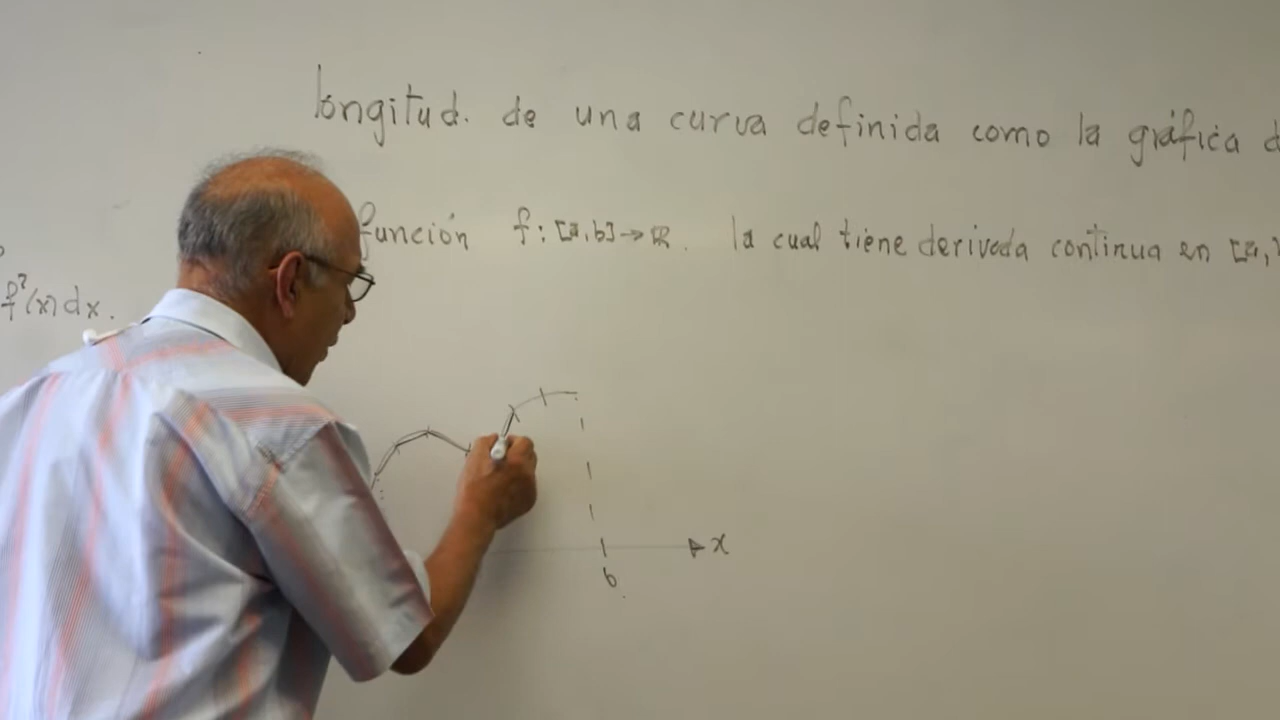 longitud. de una curva definida como la gráfica d
función f: [a,b] → ℝ. la cual tiene derivada continua en [a,
f²(x) dx.
x
b